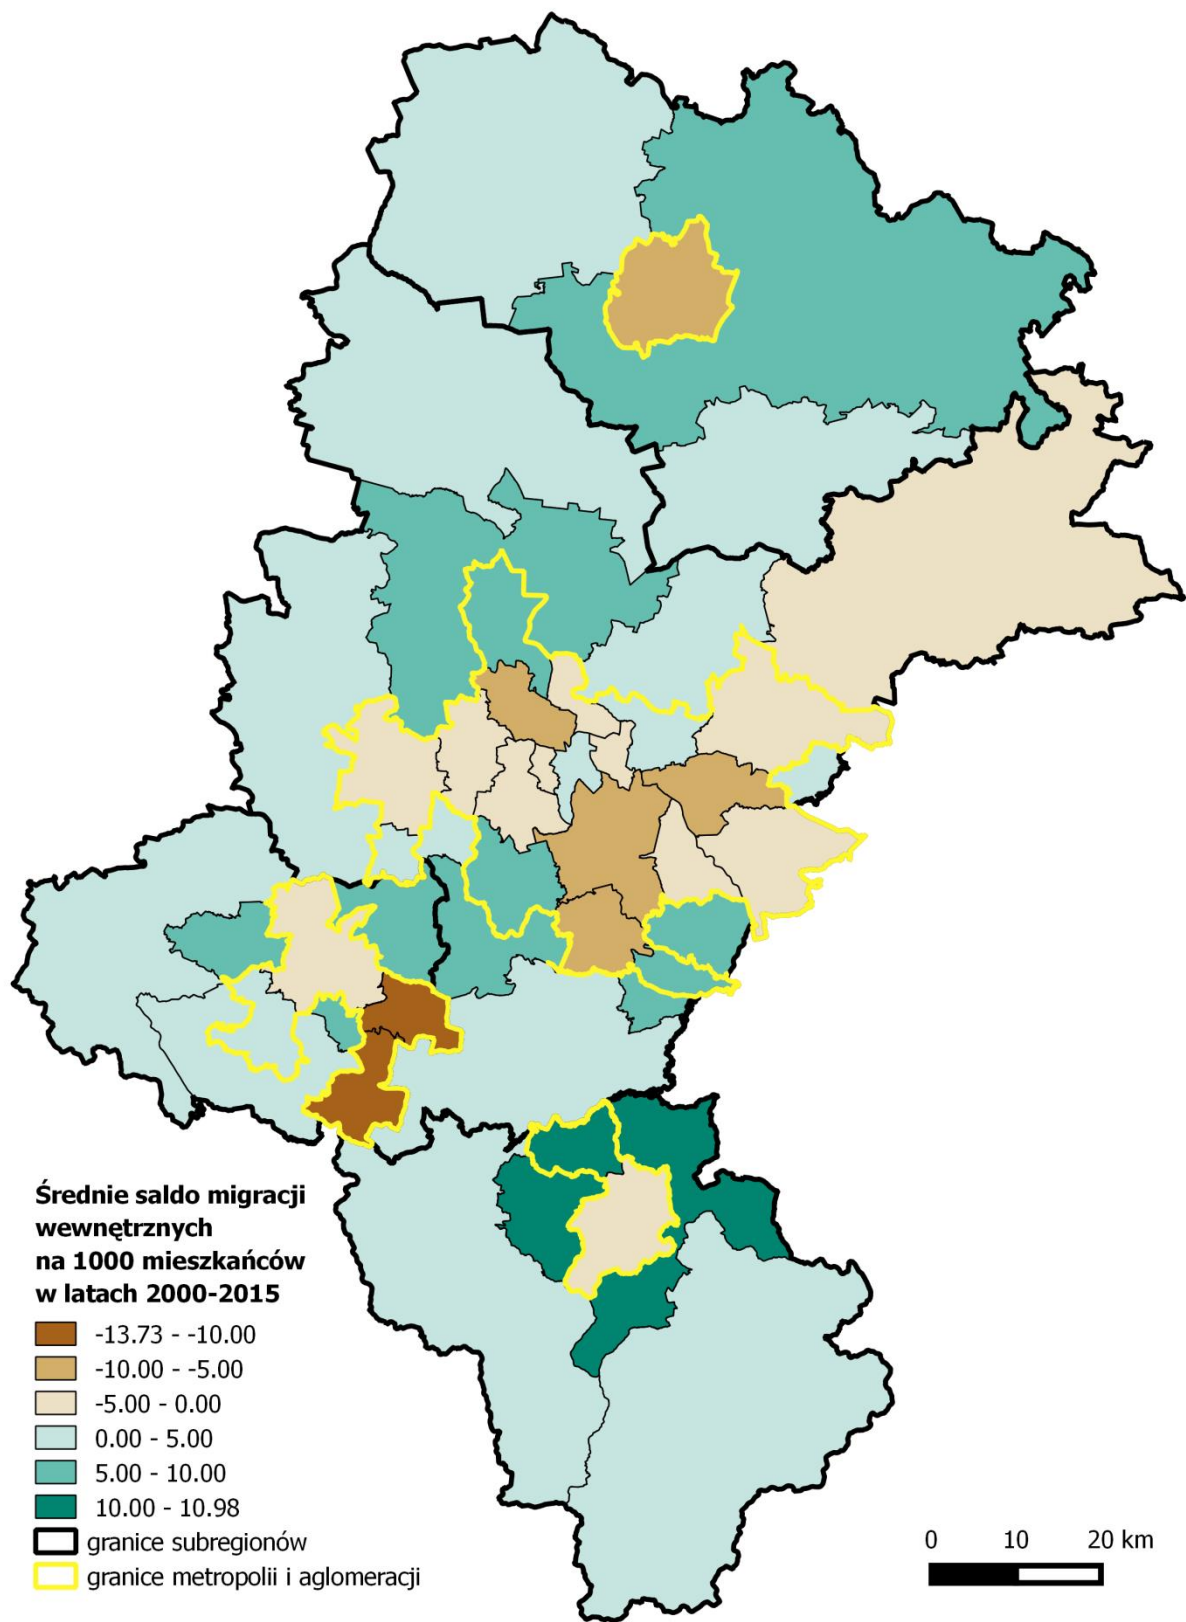 Średnie saldo migracji
wewnętrznych
na 1000 mieszkańców
w latach 2000-2015
-13.73 - -10.00
-10.00 - -5.00
-5.00 - 0.00
0.00 - 5.00
5.00 - 10.00
10.00 - 10.98
granice subregionów
granice metropolii i aglomeracji
0 10 20 km